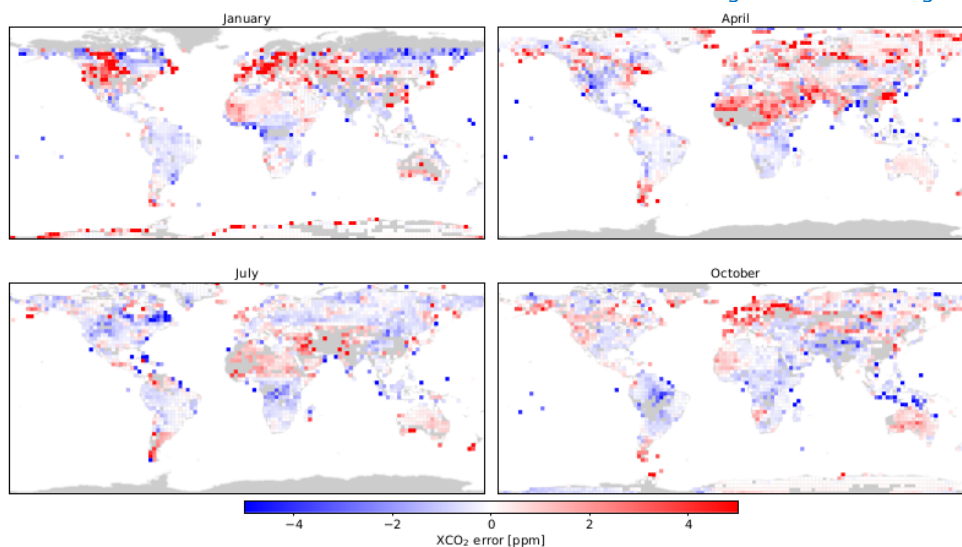 January
April
July
October
−4 −2 0 2 4
XCO₂ error [ppm]